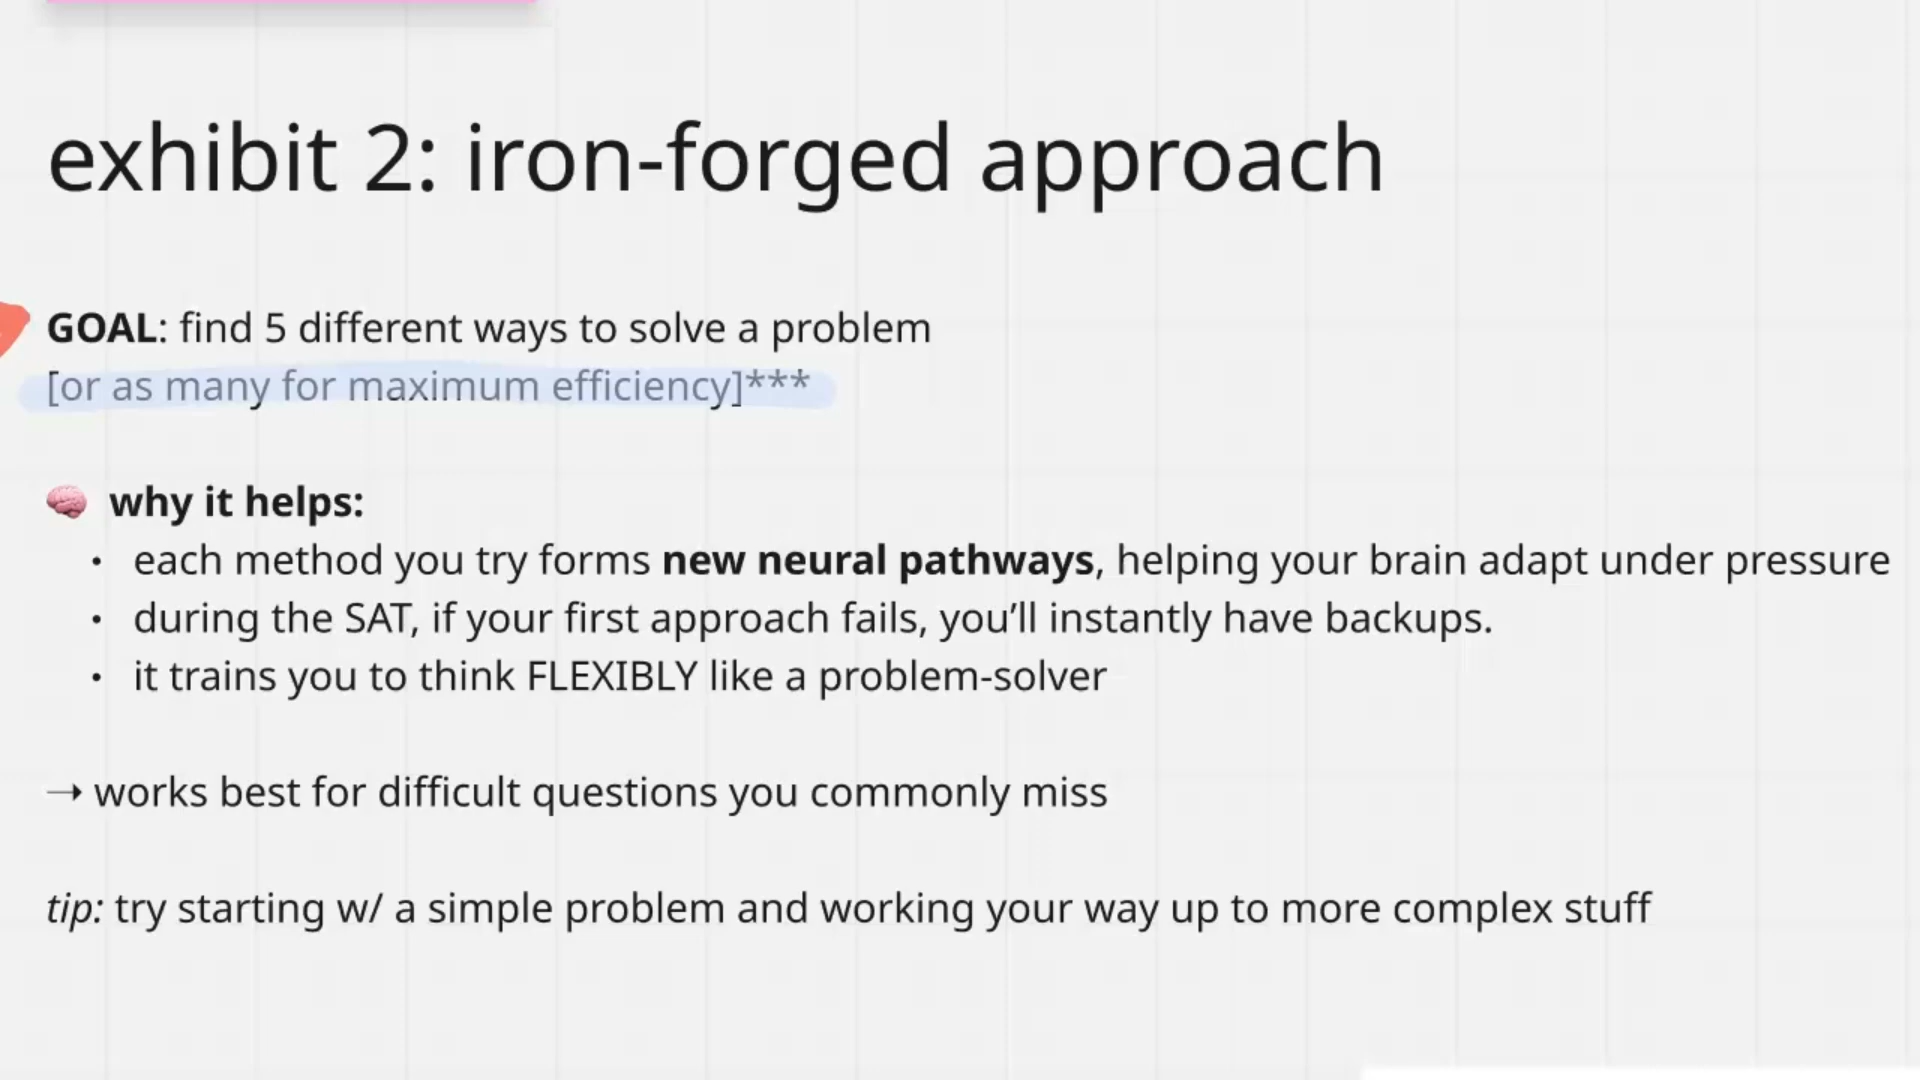 exhibit 2: iron-forged approach
GOAL: find 5 different ways to solve a problem
[or as many for maximum efficiency]***
🧠 why it helps:
• each method you try forms new neural pathways, helping your brain adapt under pressure
• during the SAT, if your first approach fails, you’ll instantly have backups.
• it trains you to think FLEXIBLY like a problem-solver
→ works best for difficult questions you commonly miss
tip: try starting w/ a simple problem and working your way up to more complex stuff